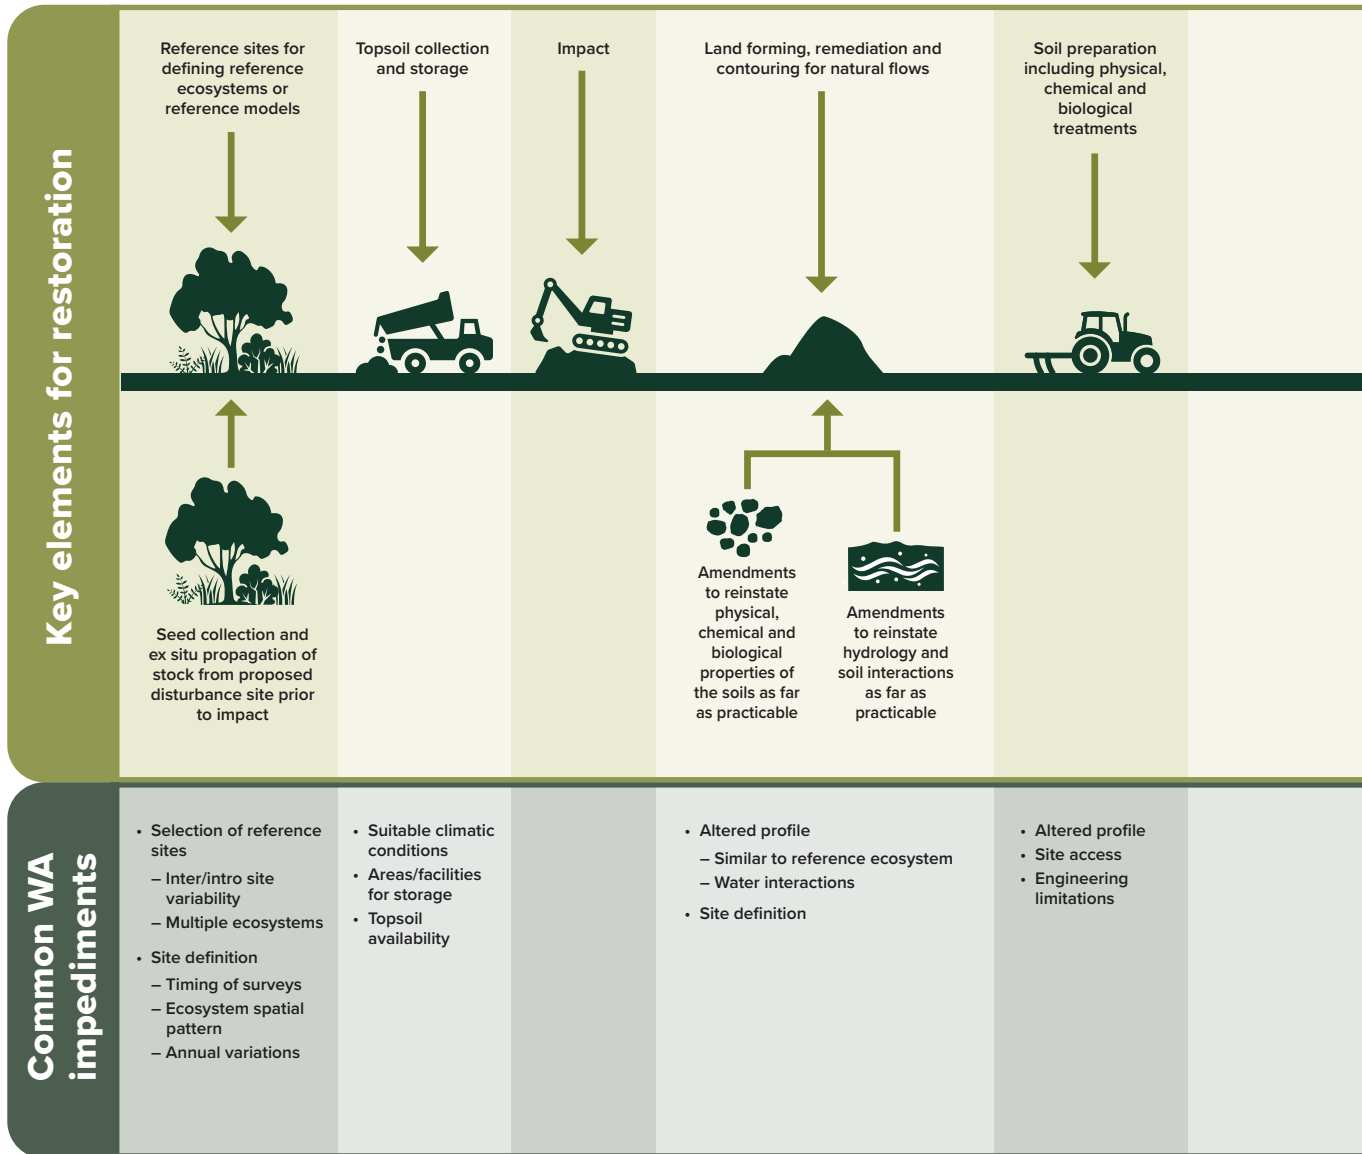 Key elements for restoration
Reference sites for
defining reference
ecosystems or
reference models
Topsoil collection
and storage
Impact
Land forming, remediation and
contouring for natural flows
Soil preparation
including physical,
chemical and
biological
treatments
Seed collection and
ex situ propagation of
stock from proposed
disturbance site prior
to impact
Amendments
to reinstate
physical,
chemical and
biological
properties of
the soils as far
as practicable
Amendments
to reinstate
hydrology and
soil interactions
as far as
practicable
Common WA
impediments
• Selection of reference
sites
– Inter/intro site
variability
– Multiple ecosystems
• Site definition
– Timing of surveys
– Ecosystem spatial
pattern
– Annual variations
• Suitable climatic
conditions
• Areas/facilities
for storage
• Topsoil
availability
• Altered profile
– Similar to reference ecosystem
– Water interactions
• Site definition
• Altered profile
• Site access
• Engineering
limitations